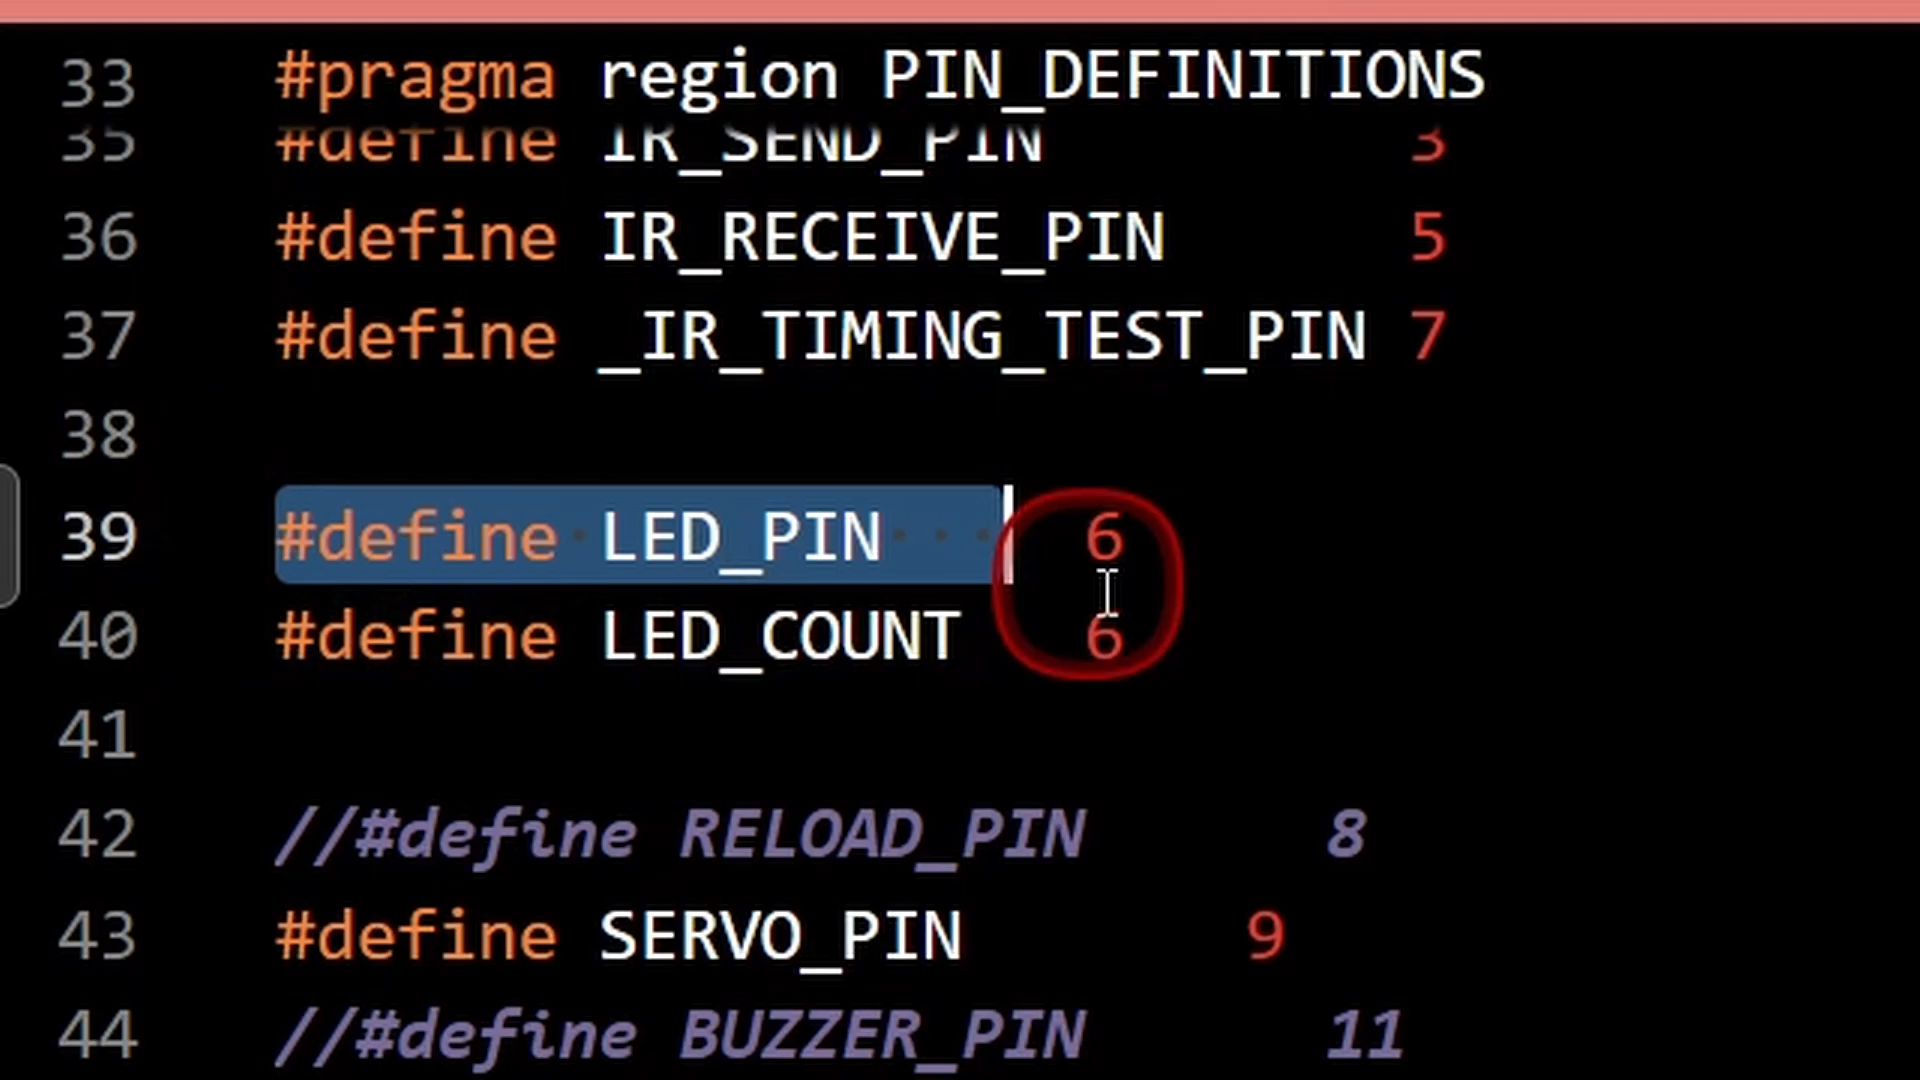 33 #pragma region PIN_DEFINITIONS
35 #define IR_SEND_PIN 3
36 #define IR_RECEIVE_PIN 5
37 #define _IR_TIMING_TEST_PIN 7
38
39 #define LED_PIN 6
40 #define LED_COUNT 6
41
42 //#define RELOAD_PIN 8
43 #define SERVO_PIN 9
44 //#define BUZZER_PIN 11